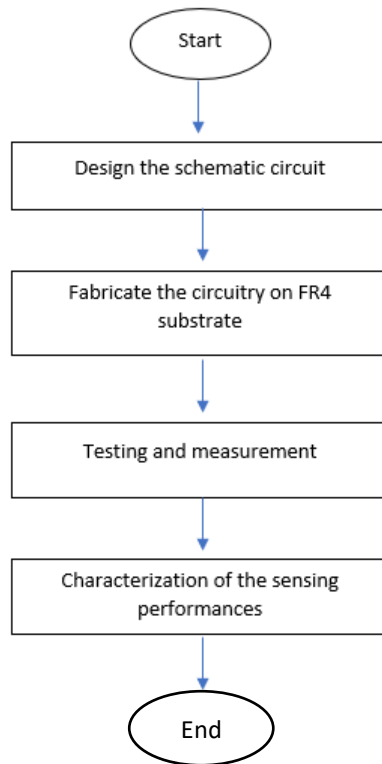 Start
Design the schematic circuit
Fabricate the circuitry on FR4
substrate
Testing and measurement
Characterization of the sensing
performances
End